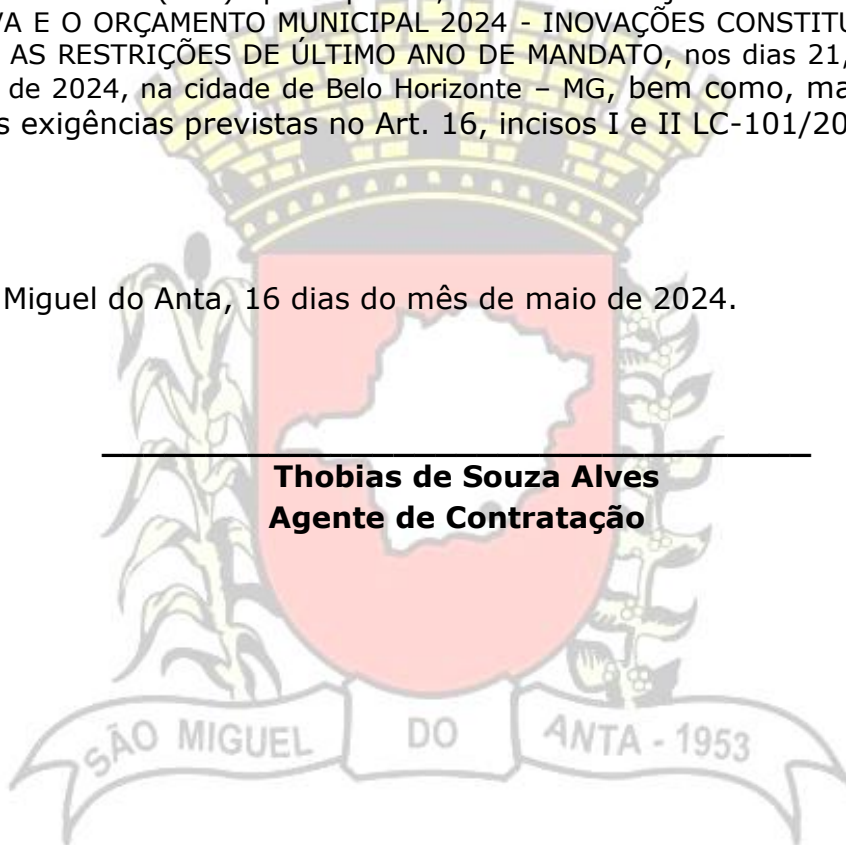 VA E O ORÇAMENTO MUNICIPAL 2024 - INOVAÇÕES CONSTITU
AS RESTRIÇÕES DE ÚLTIMO ANO DE MANDATO, nos dias 21,
de 2024, na cidade de Belo Horizonte – MG, bem como, ma
s exigências previstas no Art. 16, incisos I e II LC-101/20
Miguel do Anta, 16 dias do mês de maio de 2024.
Thobias de Souza Alves
Agente de Contratação
SÃO MIGUEL DO ANTA - 1953